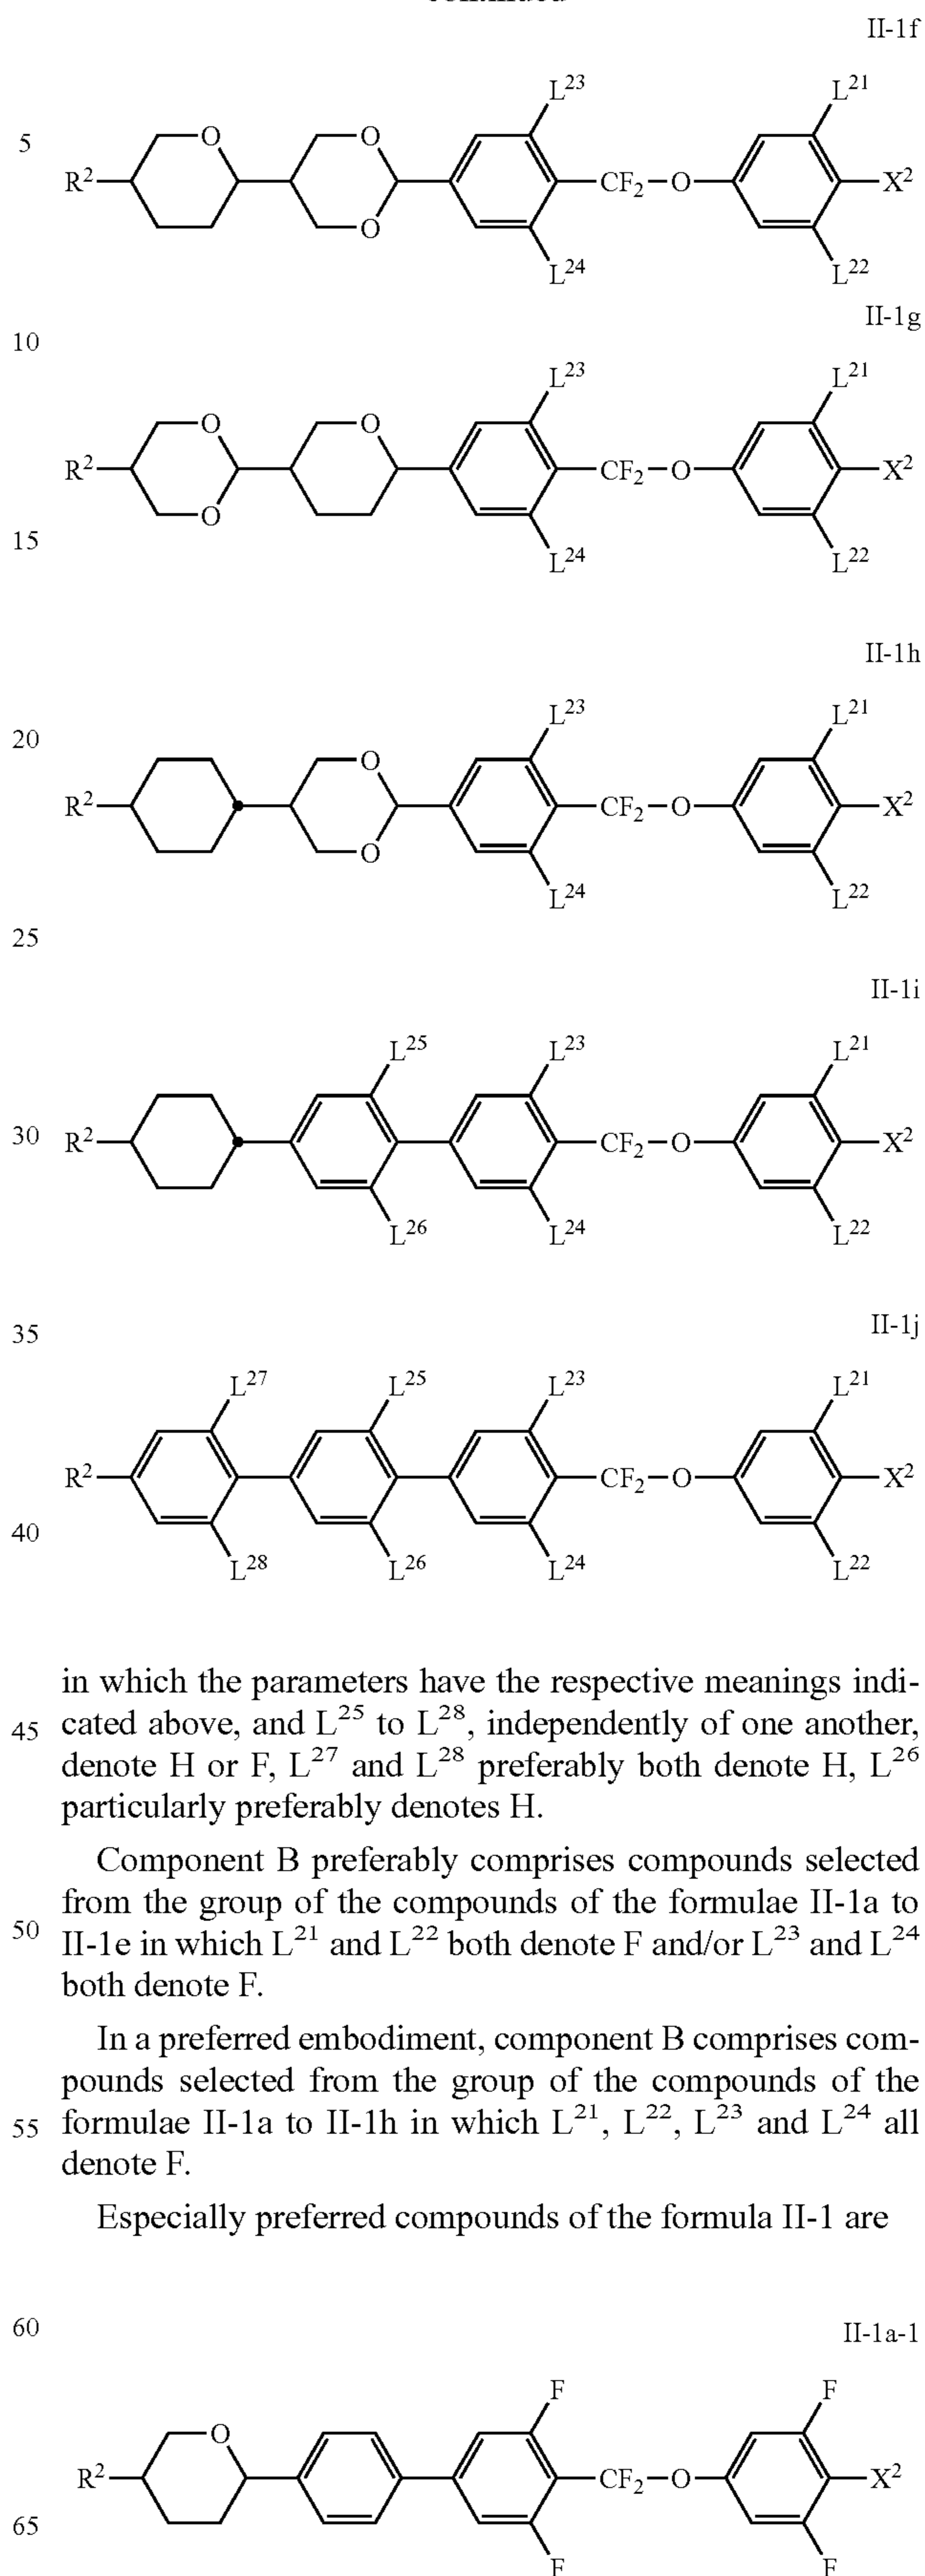 -continued
II-1f
L²³ L²¹
5
O O
R² CF₂ O X²
O
L²⁴ L²²
II-1g
10
L²³ L²¹
O O
R² CF₂ O X²
O
15
L²⁴ L²²
II-1h
L²³ L²¹
20
O
R² CF₂ O X²
O
L²⁴ L²²
25
II-1i
L²⁵ L²³ L²¹
30 R² CF₂ O X²
L²⁶ L²⁴ L²²
35
II-1j
L²⁷ L²⁵ L²³ L²¹
R² CF₂ O X²
40
L²⁸ L²⁶ L²⁴ L²²
in which the parameters have the respective meanings indi-
45 cated above, and L²⁵ to L²⁸, independently of one another,
denote H or F, L²⁷ and L²⁸ preferably both denote H, L²⁶
particularly preferably denotes H.
Component B preferably comprises compounds selected
from the group of the compounds of the formulae II-1a to
50 II-1e in which L²¹ and L²² both denote F and/or L²³ and L²⁴
both denote F.
In a preferred embodiment, component B comprises com-
pounds selected from the group of the compounds of the
55 formulae II-1a to II-1h in which L²¹, L²², L²³ and L²⁴ all
denote F.
Especially preferred compounds of the formula II-1 are
60
II-1a-1
F F
O
R² CF₂ O X²
65
F F